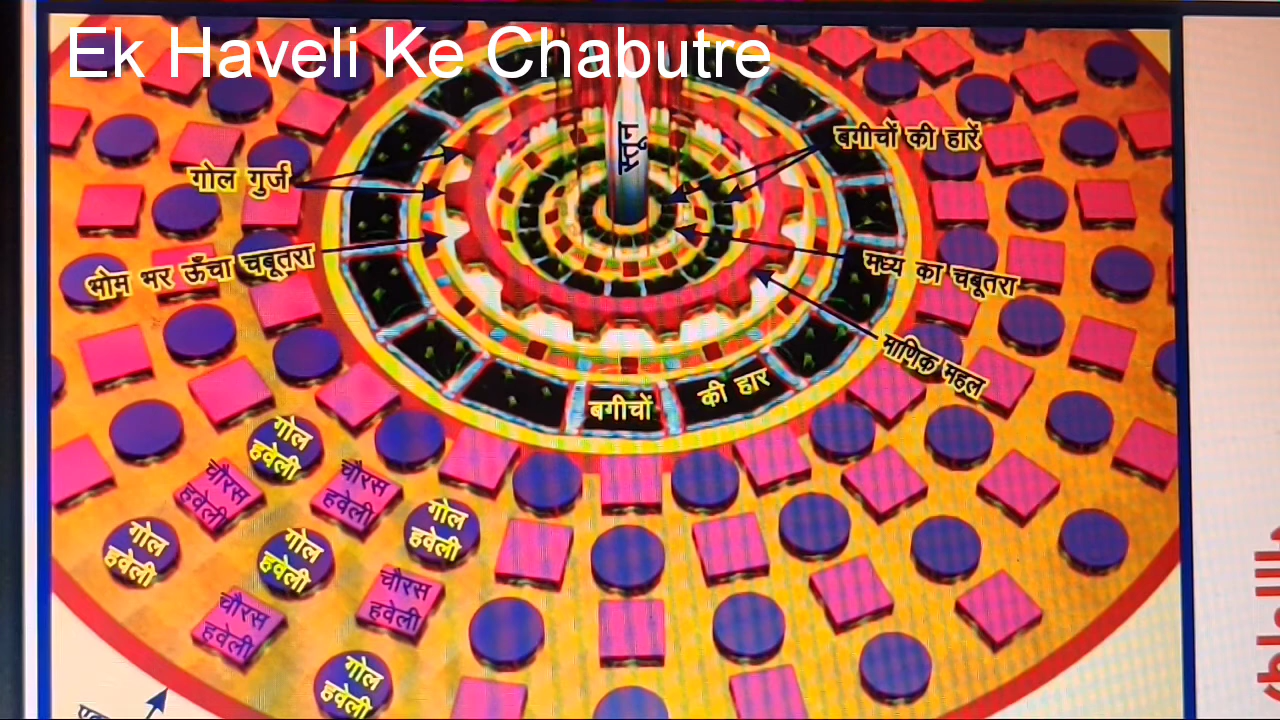 Ek Haveli Ke Chabutre
स्तून
बगीचों की हारें
गोल गुर्ज
भोम भर ऊँचा चबूतरा
मध्य का चबूतरा
माणिक महल
बगीचों की हार
गोल
हवेली
चौरस
हवेली
चौरस
हवेली
गोल
हवेली
गोल
हवेली
गोल
हवेली
चौरस
हवेली
चौरस
हवेली
गोल
हवेली